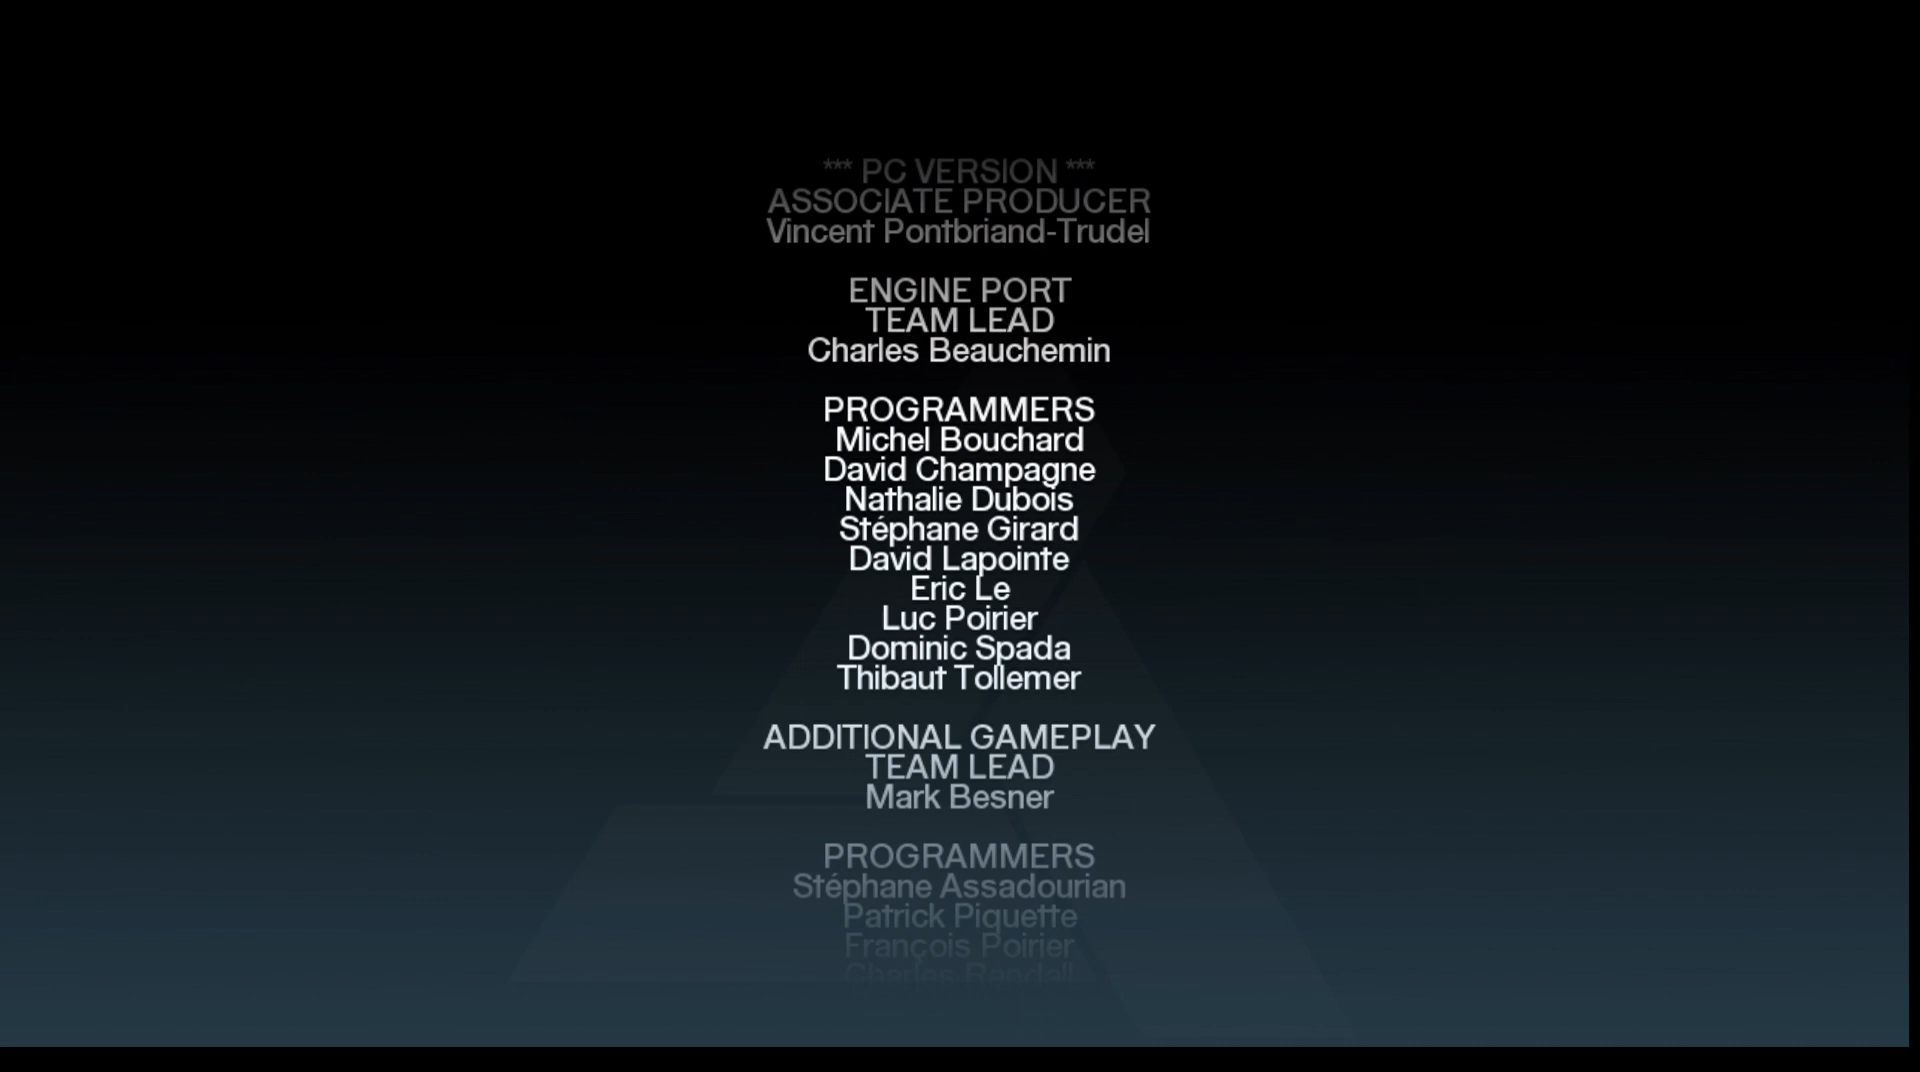 *** PC VERSION ***
ASSOCIATE PRODUCER
Vincent Pontbriand-Trudel
ENGINE PORT
TEAM LEAD
Charles Beauchemin
PROGRAMMERS
Michel Bouchard
David Champagne
Nathalie Dubois
Stéphane Girard
David Lapointe
Eric Le
Luc Poirier
Dominic Spada
Thibaut Tollemer
ADDITIONAL GAMEPLAY
TEAM LEAD
Mark Besner
PROGRAMMERS
Stéphane Assadourian
Patrick Piquette
François Poirier
Charles Randall